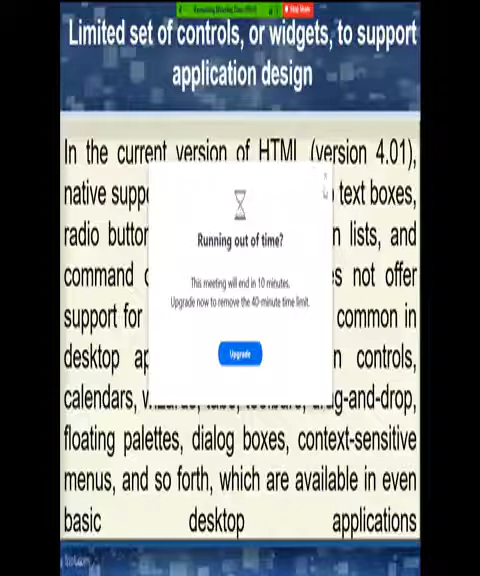 Stop Share
Limited set of controls, or widgets, to support
application design
In the current version of HTML (version 4.01),
native supp text boxes,
radio button n lists, and
command s not offer
support for common in
desktop ap n controls,
calendars, wizards, tabs, toolbars, drag-and-drop,
floating palettes, dialog boxes, context-sensitive
menus, and so forth, which are available in even
basic desktop applications
Running out of time?
This meeting will end in 10 minutes.
Upgrade now to remove the 40-minute time limit.
Upgrade